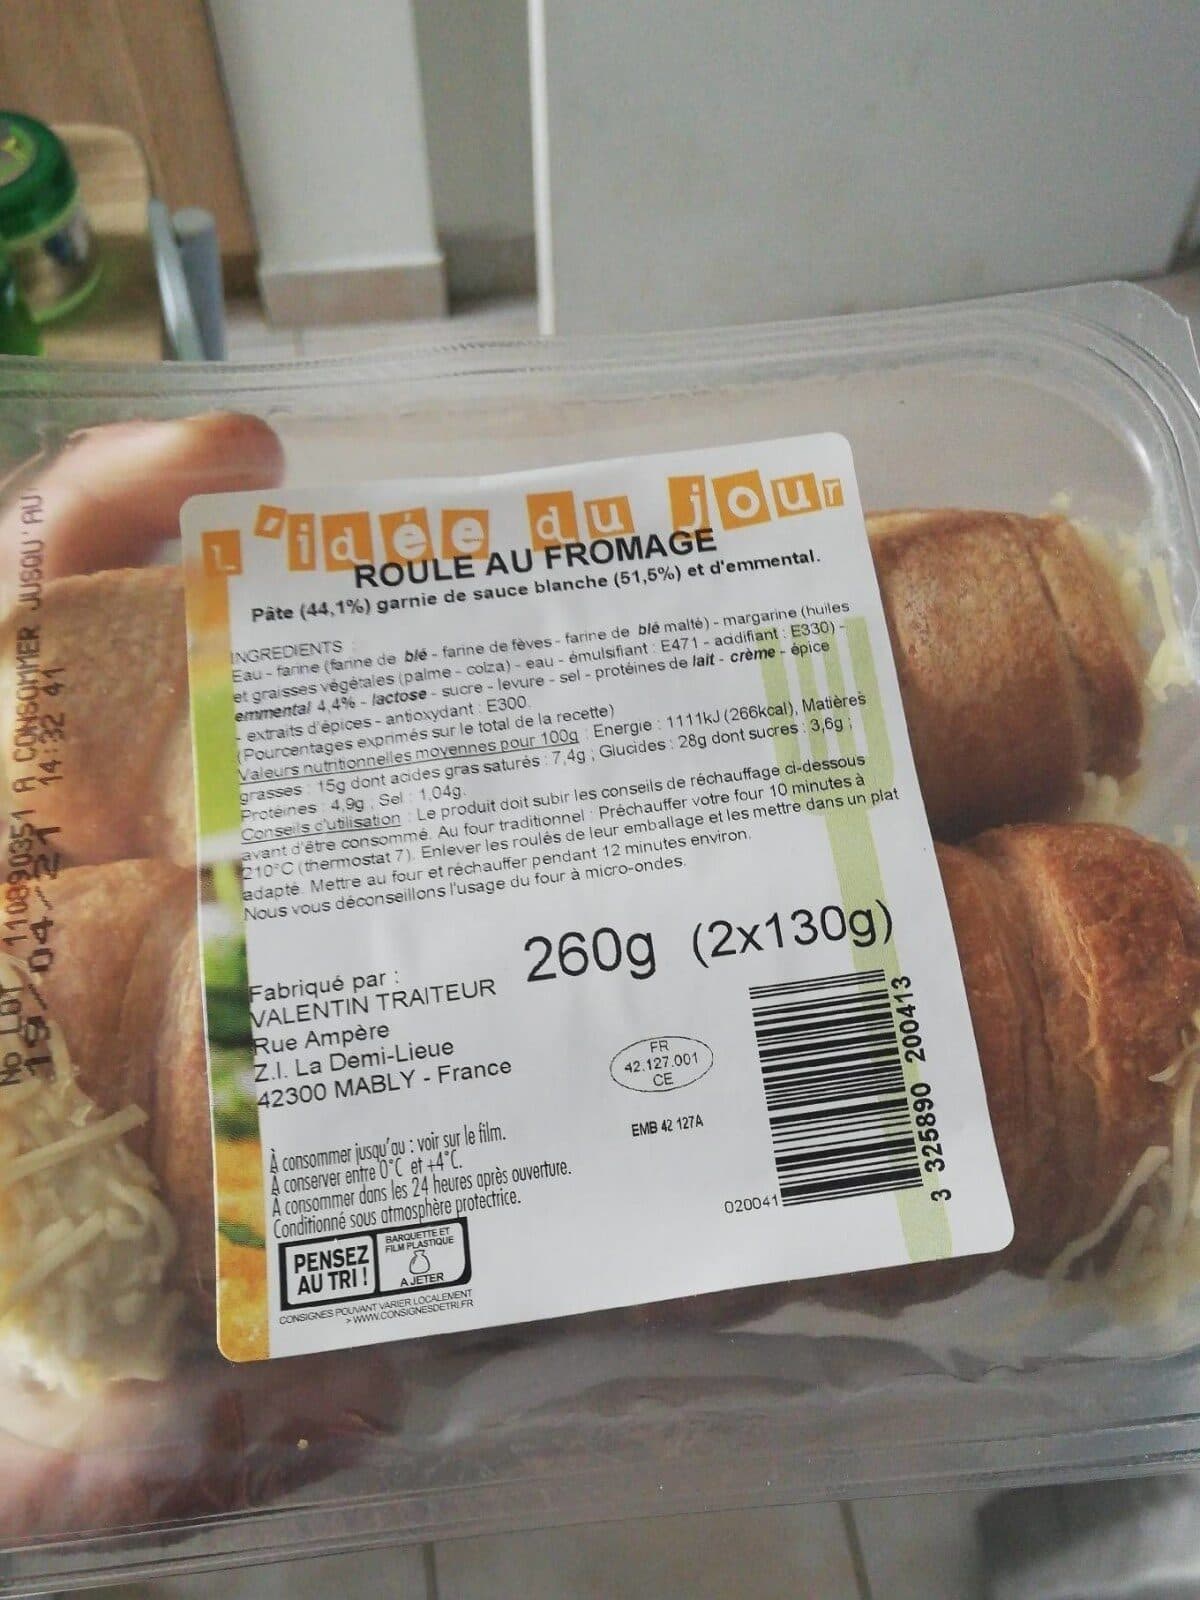 L'idée du jour
ROULE AU FROMAGE
Pâte (44,1%) garnie de sauce blanche (51,5%) et d'emmental.
INGREDIENTS :
Eau - farine (farine de blé - farine de fèves - farine de blé malté) - margarine (huiles
et graisses végétales (palme - colza) - eau - émulsifiant : E471 - acidifiant : E330) -
emmental 4,4% - lactose - sucre - levure - sel - protéines de lait - crème - épice
- extraits d'épices - antioxydant : E300.
(Pourcentages exprimés sur le total de la recette)
Valeurs nutritionnelles moyennes pour 100g : Energie : 1111kJ (266kcal), Matières
grasses : 15g dont acides gras saturés : 7,4g ; Glucides : 28g dont sucres : 3,6g ;
Protéines : 4,9g ; Sel : 1,04g.
Conseils d'utilisation : Le produit doit subir les conseils de réchauffage ci-dessous
avant d'être consommé. Au four traditionnel : Préchauffer votre four 10 minutes à
210°C (thermostat 7). Enlever les roulés de leur emballage et les mettre dans un plat
adapté. Mettre au four et réchauffer pendant 12 minutes environ.
Nous vous déconseillons l'usage du four à micro-ondes.
260g (2x130g)
Fabriqué par :
VALENTIN TRAITEUR
Rue Ampère
Z.I. La Demi-Lieue
42300 MABLY - France
FR
42.127.001
CE
EMB 42 127A
À consommer jusqu'au : voir sur le film.
À conserver entre 0°C et +4°C.
À consommer dans les 24 heures après ouverture.
Conditionné sous atmosphère protectrice.
PENSEZ
AU TRI !
BARQUETTE ET
FILM PLASTIQUE
A JETER
CONSIGNES POUVANT VARIER LOCALEMENT
> WWW.CONSIGNESDETRI.FR
020041
3 325890 200413
No LOT 110890351 A CONSOMMER JUSQU'AU
19-04-21 14:32 41